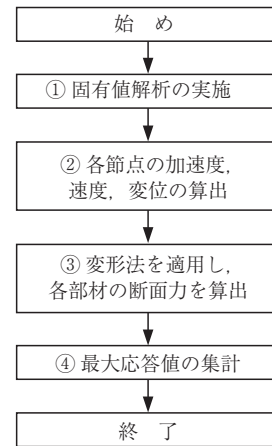 始　め
① 固有値解析の実施
② 各節点の加速度，
速度，変位の算出
③ 変形法を適用し，
各部材の断面力を算出
④ 最大応答値の集計
終　了